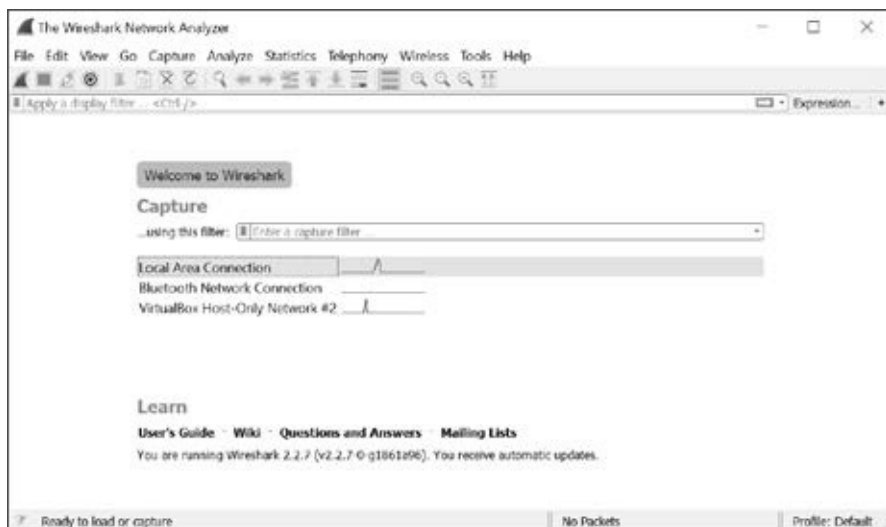 The Wireshark Network Analyzer
File Edit View Go Capture Analyze Statistics Telephony Wireless Tools Help
Apply a display filter ... <Ctrl-/> Expression... +
Welcome to Wireshark
Capture
...using this filter: Enter a capture filter ...
Local Area Connection
Bluetooth Network Connection
VirtualBox Host-Only Network #2
Learn
User's Guide · Wiki · Questions and Answers · Mailing Lists
You are running Wireshark 2.2.7 (v2.2.7-0-g1861a96). You receive automatic updates.
Ready to load or capture No Packets Profile: Default